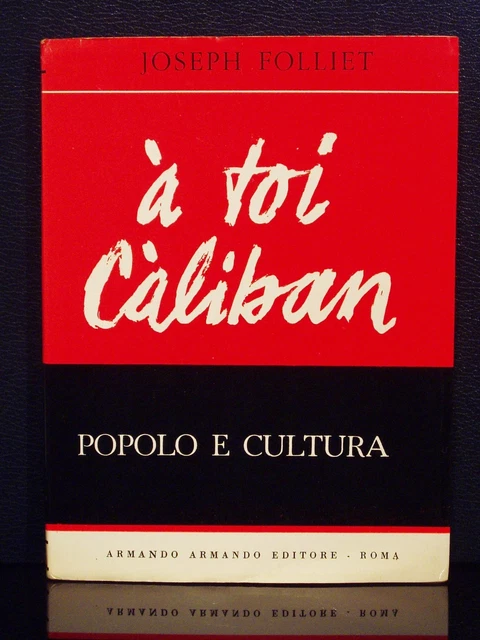 JOSEPH FOLLIET
à toi
Càliban
POPOLO E CULTURA
ARMANDO ARMANDO EDITORE - ROMA